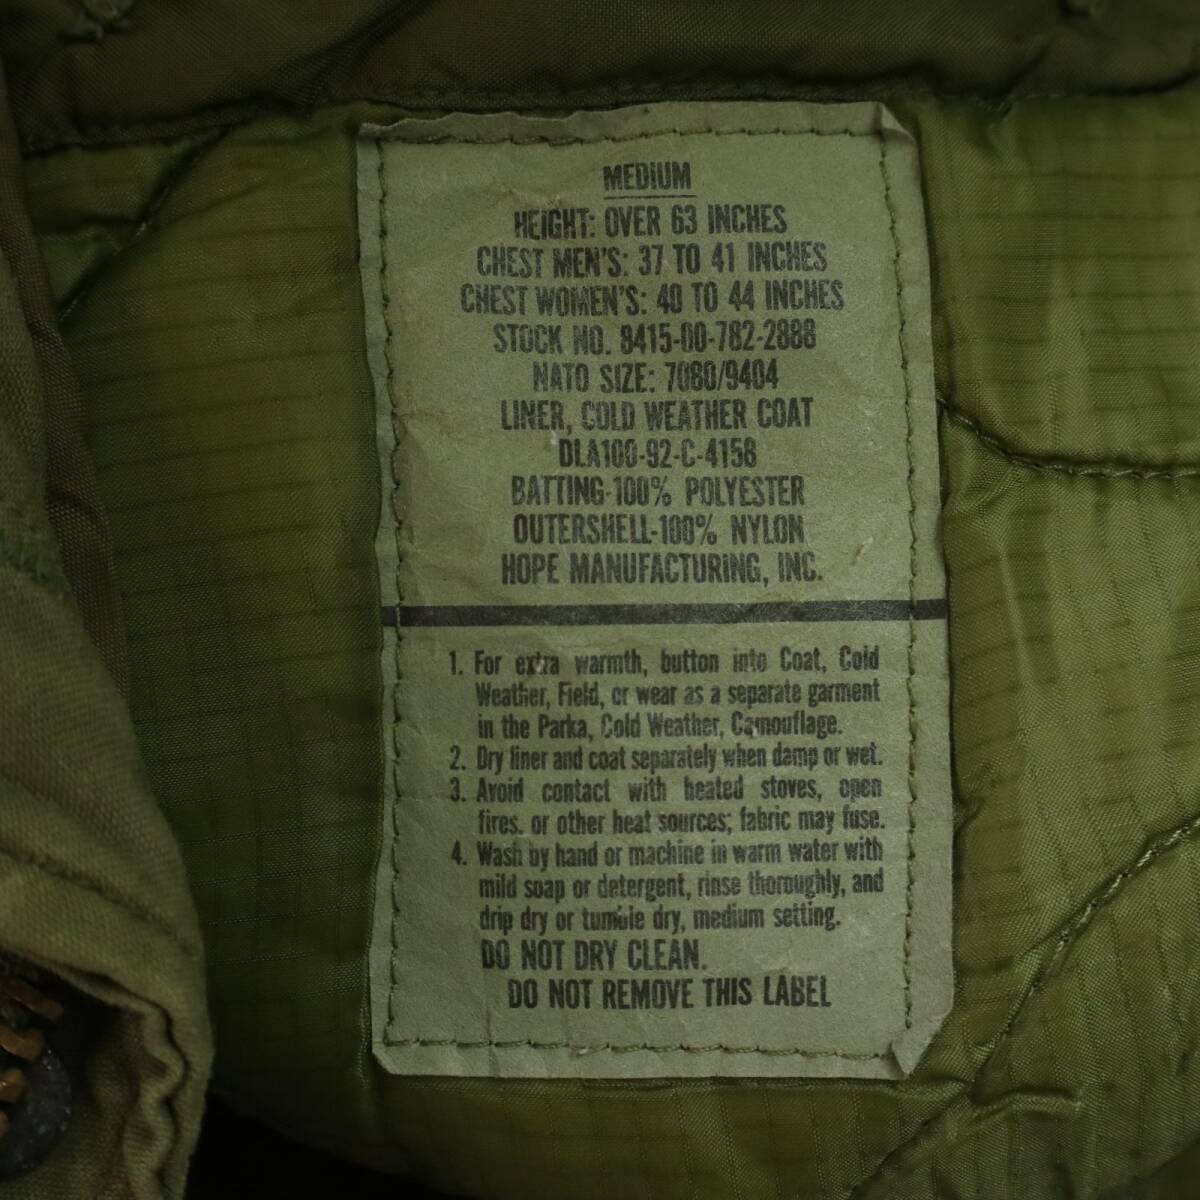 MEDIUM
HEIGHT: OVER 63 INCHES
CHEST MEN'S: 37 TO 41 INCHES
CHEST WOMEN'S: 40 TO 44 INCHES
STOCK NO. 8415-00-782-2888
NATO SIZE: 7080/9404
LINER, COLD WEATHER COAT
DLA100-92-C-4158
BATTING-100% POLYESTER
OUTERSHELL-100% NYLON
HOPE MANUFACTURING, INC.
1. For extra warmth, button into Coat, Cold
Weather, Field, or wear as a separate garment
in the Parka, Cold Weather, Camouflage.
2. Dry liner and coat separately when damp or wet.
3. Avoid contact with heated stoves, open
fires. or other heat sources; fabric may fuse.
4. Wash by hand or machine in warm water with
mild soap or detergent, rinse thoroughly, and
drip dry or tumble dry, medium setting.
DO NOT DRY CLEAN.
DO NOT REMOVE THIS LABEL